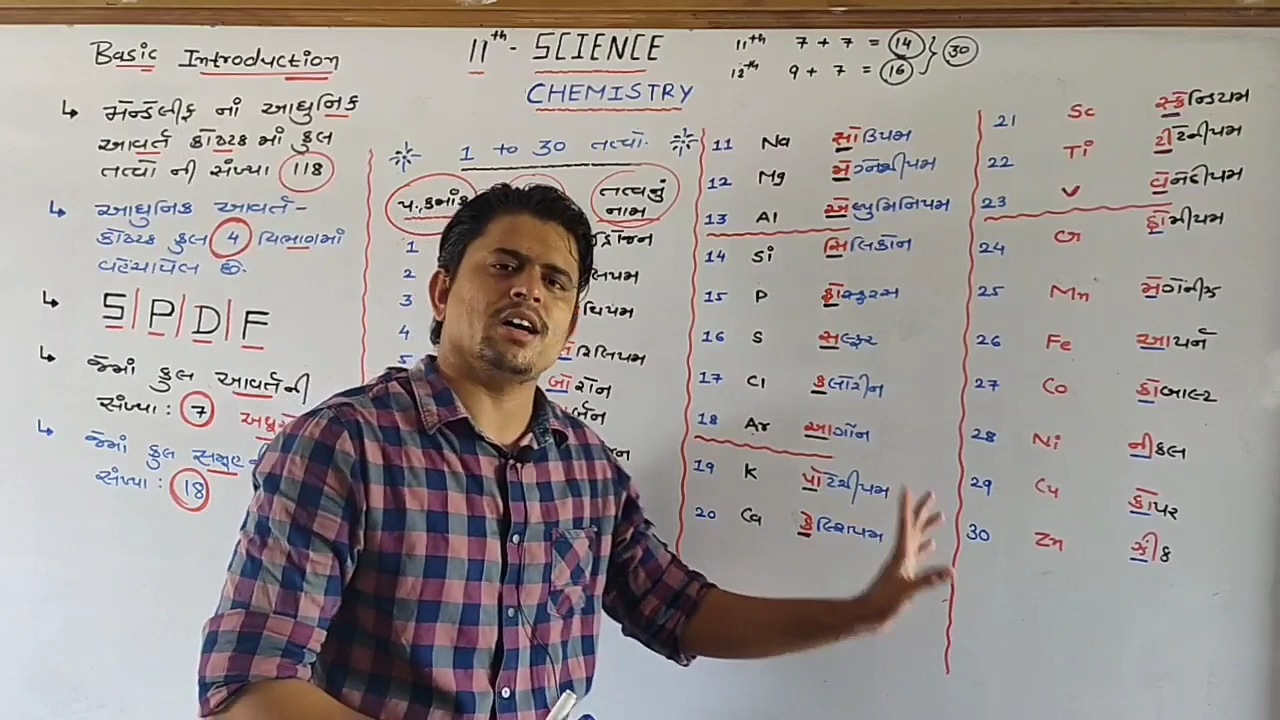 Basic Introduction
↳ મેન્ડેલીફ નાં આધુનિક
આવર્ત કોષ્ટક માં કુલ
તત્વો ની સંખ્યા 118
↳ આધુનિક આવર્ત-
કોષ્ટક કુલ 4 વિભાગમાં
વહેંચાયેલ છે.
↳ S | P | D | F
↳ જેમાં કુલ આવર્તની
સંખ્યા : 7
↳ જેમાં કુલ સમૂહ ની
સંખ્યા : 18
11th - SCIENCE
CHEMISTRY
11th 7 + 7 = 14
12th 9 + 7 = 16 } 30
1 to 30 તત્વો.
પ. ક્રમાંક તત્વનું
નામ
1
2
3
4
5 બોરોન
11 Na સોડિયમ
12 Mg મેગ્નેશીયમ
13 Al એલ્યુમિનિયમ
14 Si સિલિકોન
15 P ફોસ્ફરસ
16 S સલ્ફર
17 Cl ક્લોરીન
18 Ar આર્ગોન
19 K પોટેશીયમ
20 Ca કેલ્શિયમ
21 Sc સ્કેન્ડિયમ
22 Ti ટીટેનીયમ
23 V વેનેડીયમ
24 Cr ક્રોમીયમ
25 Mn મેંગેનીઝ
26 Fe આયર્ન
27 Co કોબાલ્ટ
28 Ni નીકલ
29 Cu કોપર
30 Zn ઝીંક